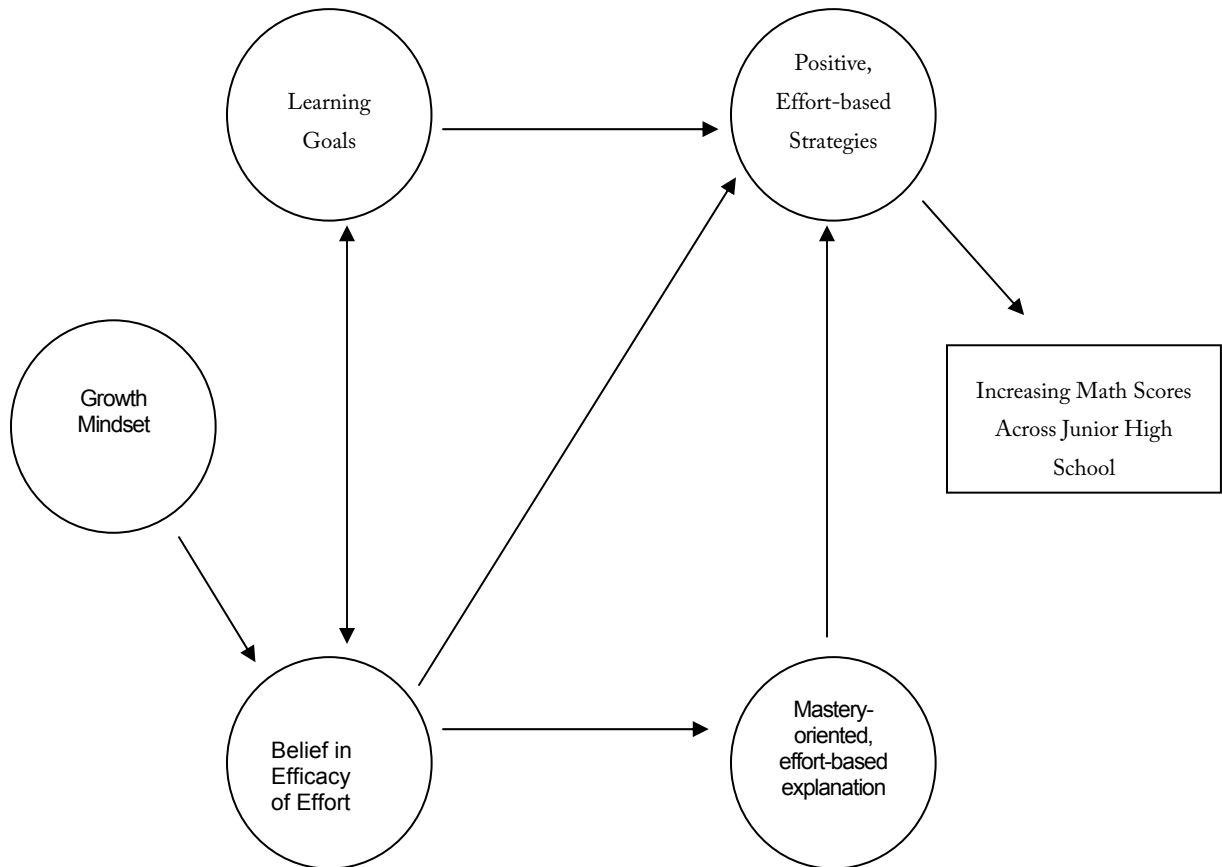 Learning
Goals
Positive,
Effort-based
Strategies
Growth
Mindset
Increasing Math Scores
Across Junior High
School
Belief in
Efficacy
of Effort
Mastery-
oriented,
effort-based
explanation